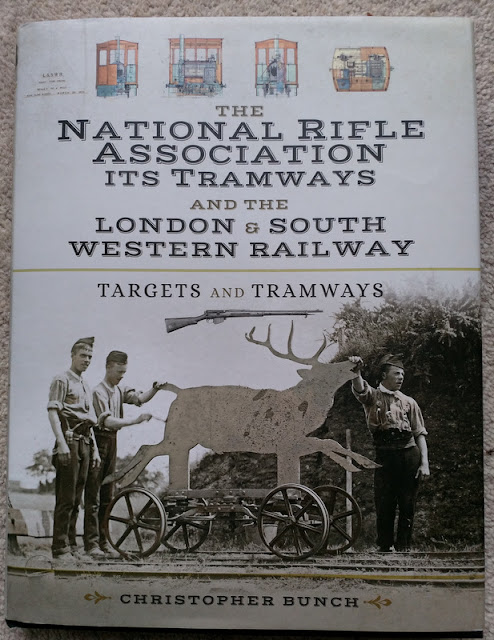 THE
NATIONAL RIFLE
ASSOCIATION
ITS TRAMWAYS
AND THE
LONDON & SOUTH
WESTERN RAILWAY
TARGETS AND TRAMWAYS
CHRISTOPHER BUNCH